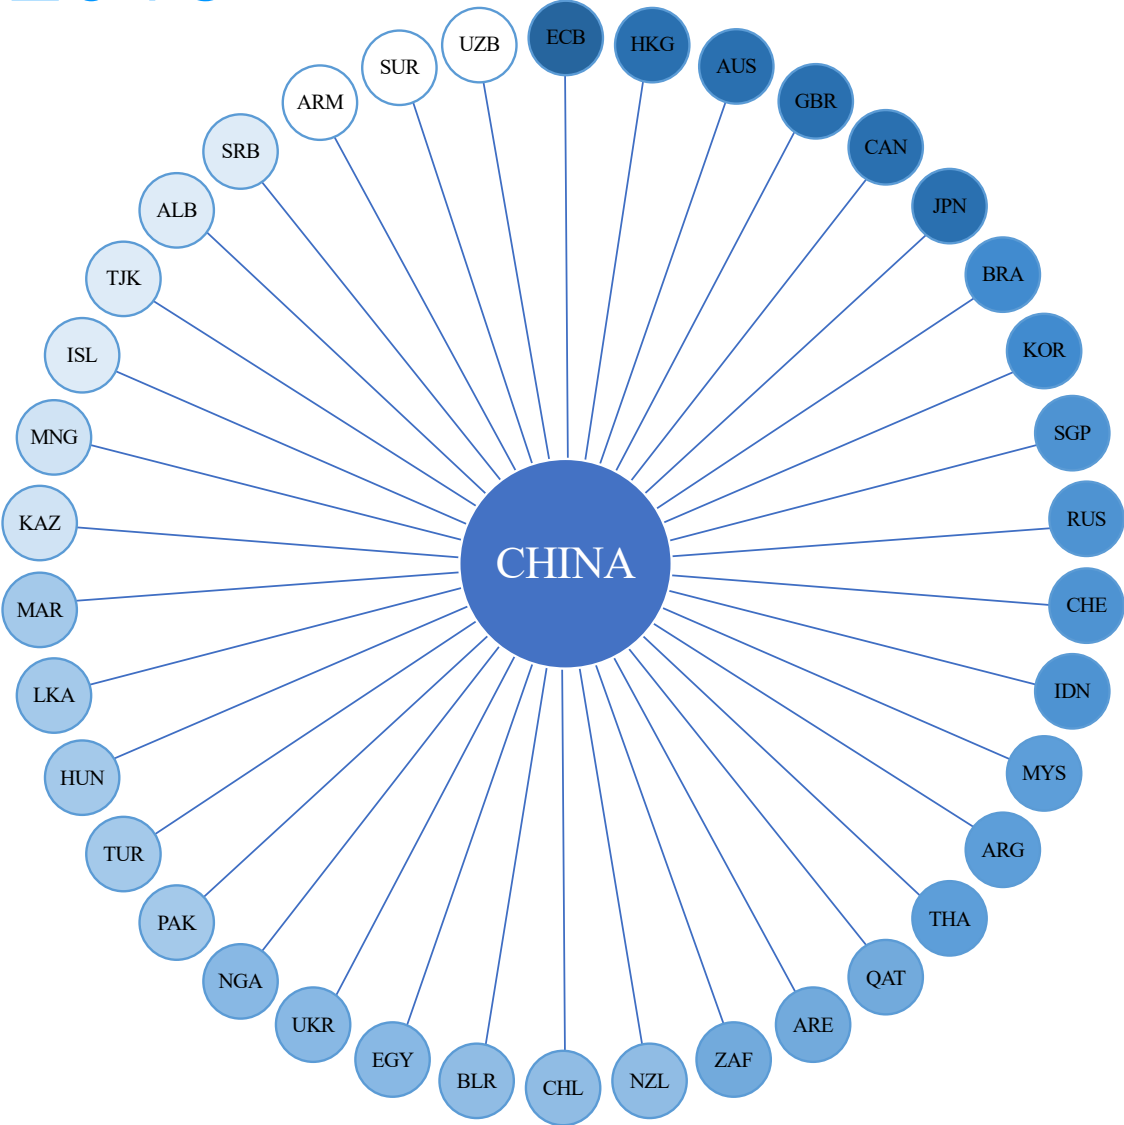 ECB
HKG
AUS
GBR
CAN
JPN
BRA
KOR
SGP
RUS
CHE
IDN
MYS
ARG
THA
QAT
ARE
ZAF
NZL
CHL
BLR
EGY
UKR
NGA
PAK
TUR
HUN
LKA
MAR
KAZ
MNG
ISL
TJK
ALB
SRB
ARM
SUR
UZB
CHINA